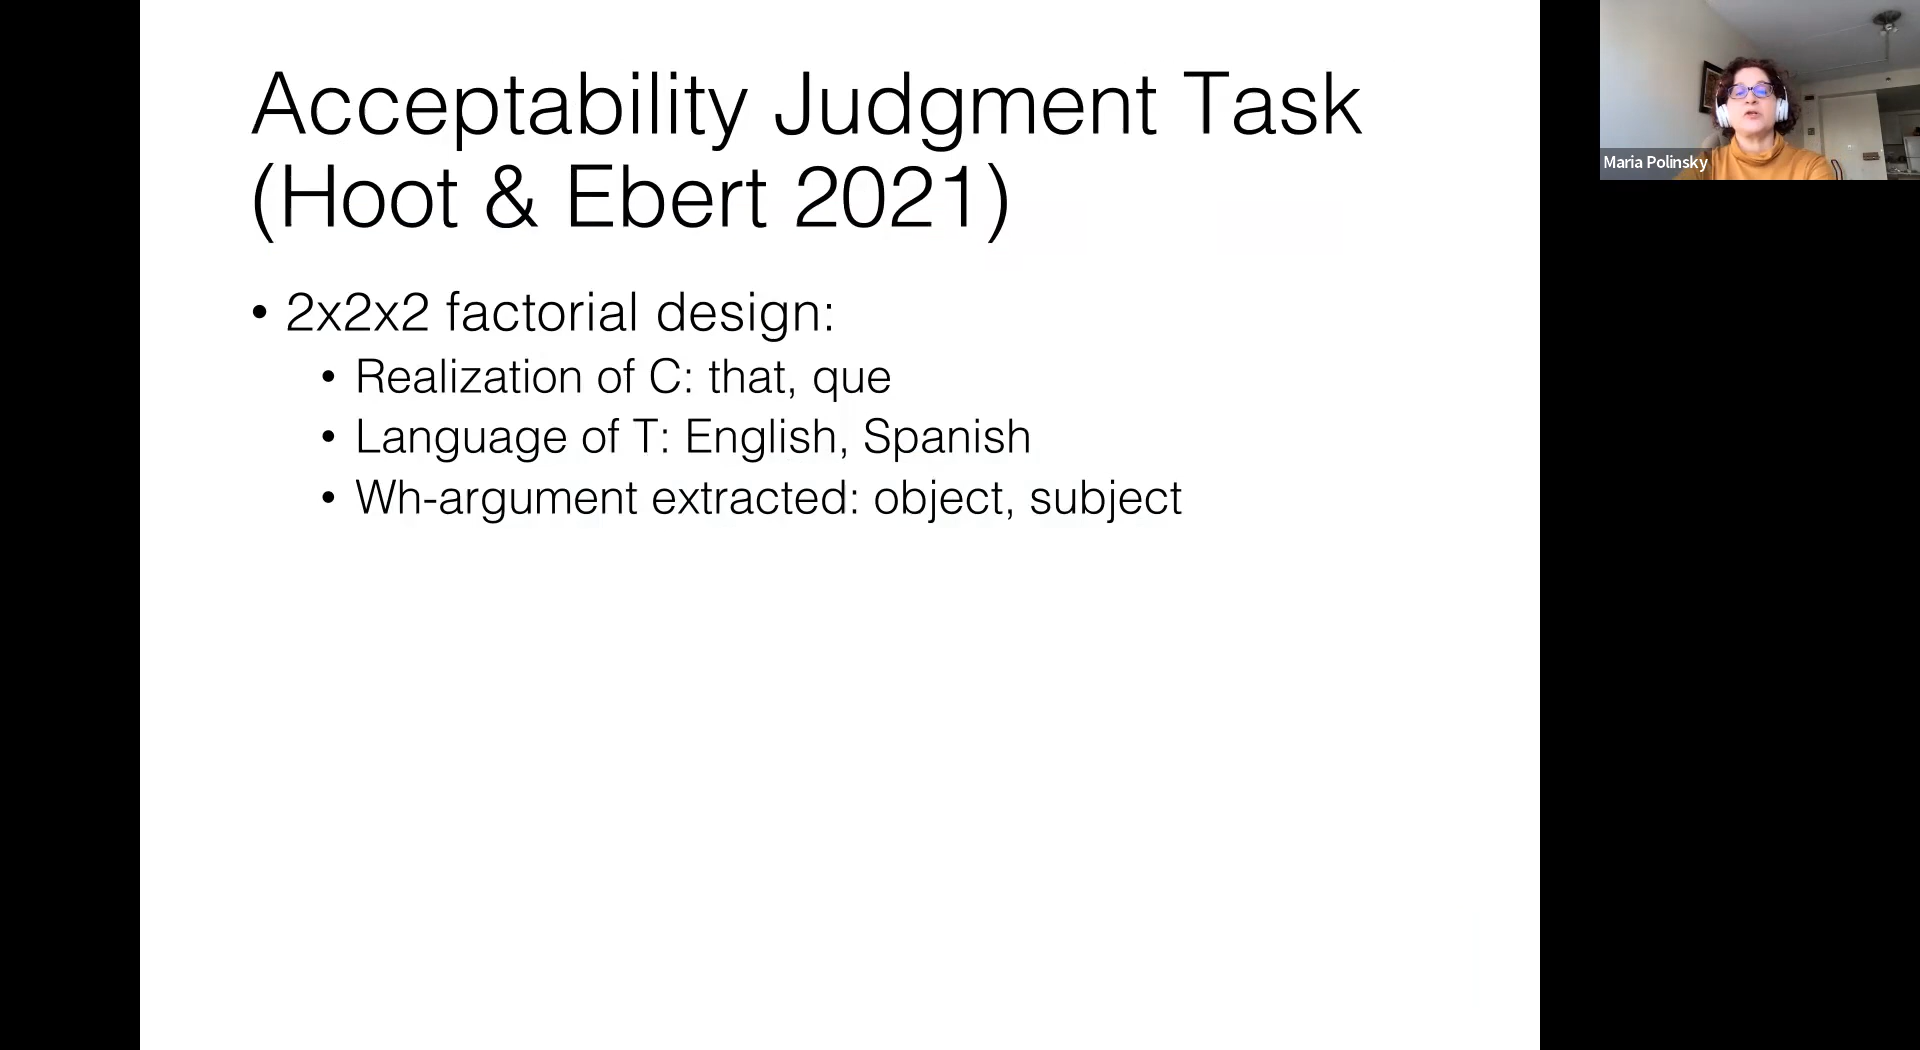 Acceptability Judgment Task
(Hoot & Ebert 2021)
• 2x2x2 factorial design:
• Realization of C: that, que
• Language of T: English, Spanish
• Wh-argument extracted: object, subject
Maria Polinsky